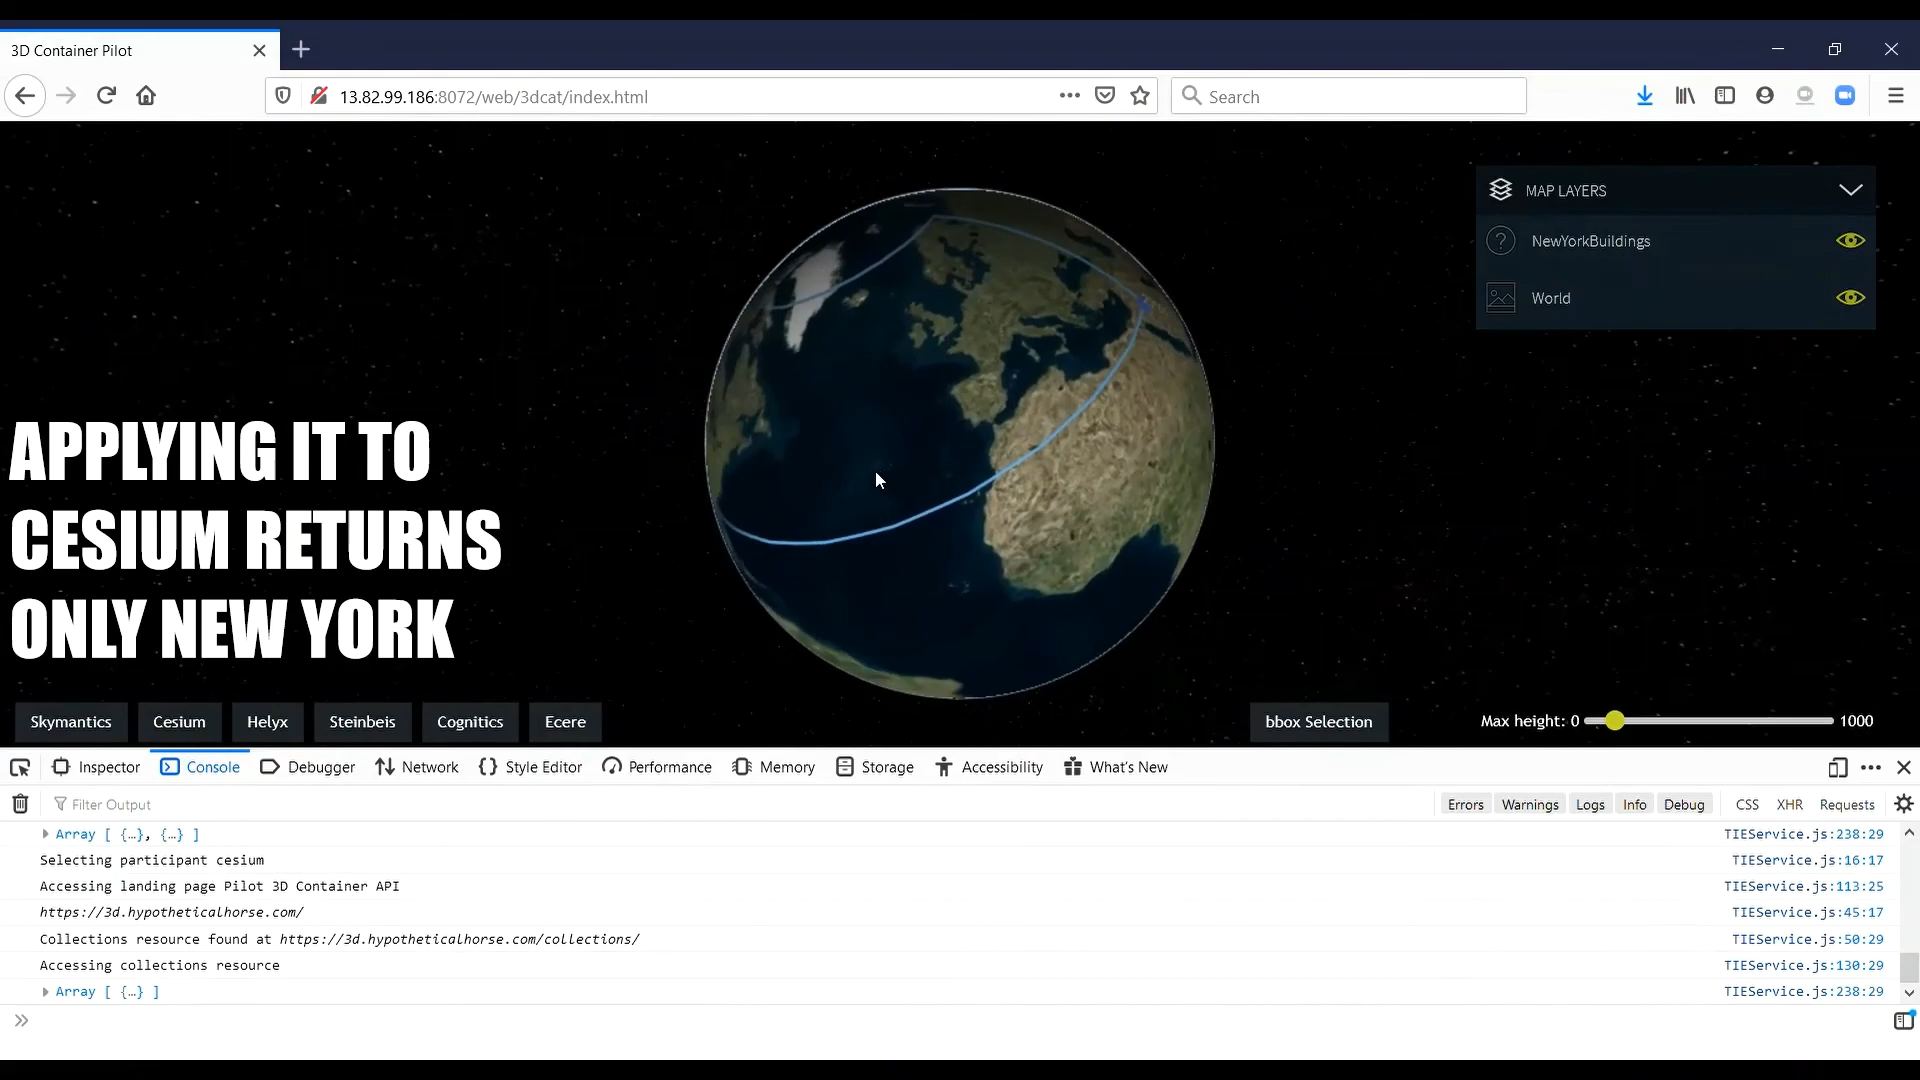 3D Container Pilot
13.82.99.186:8072/web/3dcat/index.html
Search
MAP LAYERS
NewYorkBuildings
World
APPLYING IT TO
CESIUM RETURNS
ONLY NEW YORK
Skymantics Cesium Helyx Steinbeis Cognitics Ecere bbox Selection Max height: 0 1000
Inspector Console Debugger Network Style Editor Performance Memory Storage Accessibility What's New
Filter Output Errors Warnings Logs Info Debug CSS XHR Requests
Array [ {…}, {…} ] TIEService.js:238:29
Selecting participant cesium TIEService.js:16:17
Accessing landing page Pilot 3D Container API TIEService.js:113:25
https://3d.hypotheticalhorse.com/ TIEService.js:45:17
Collections resource found at https://3d.hypotheticalhorse.com/collections/ TIEService.js:50:29
Accessing collections resource TIEService.js:130:29
Array [ {…} ] TIEService.js:238:29